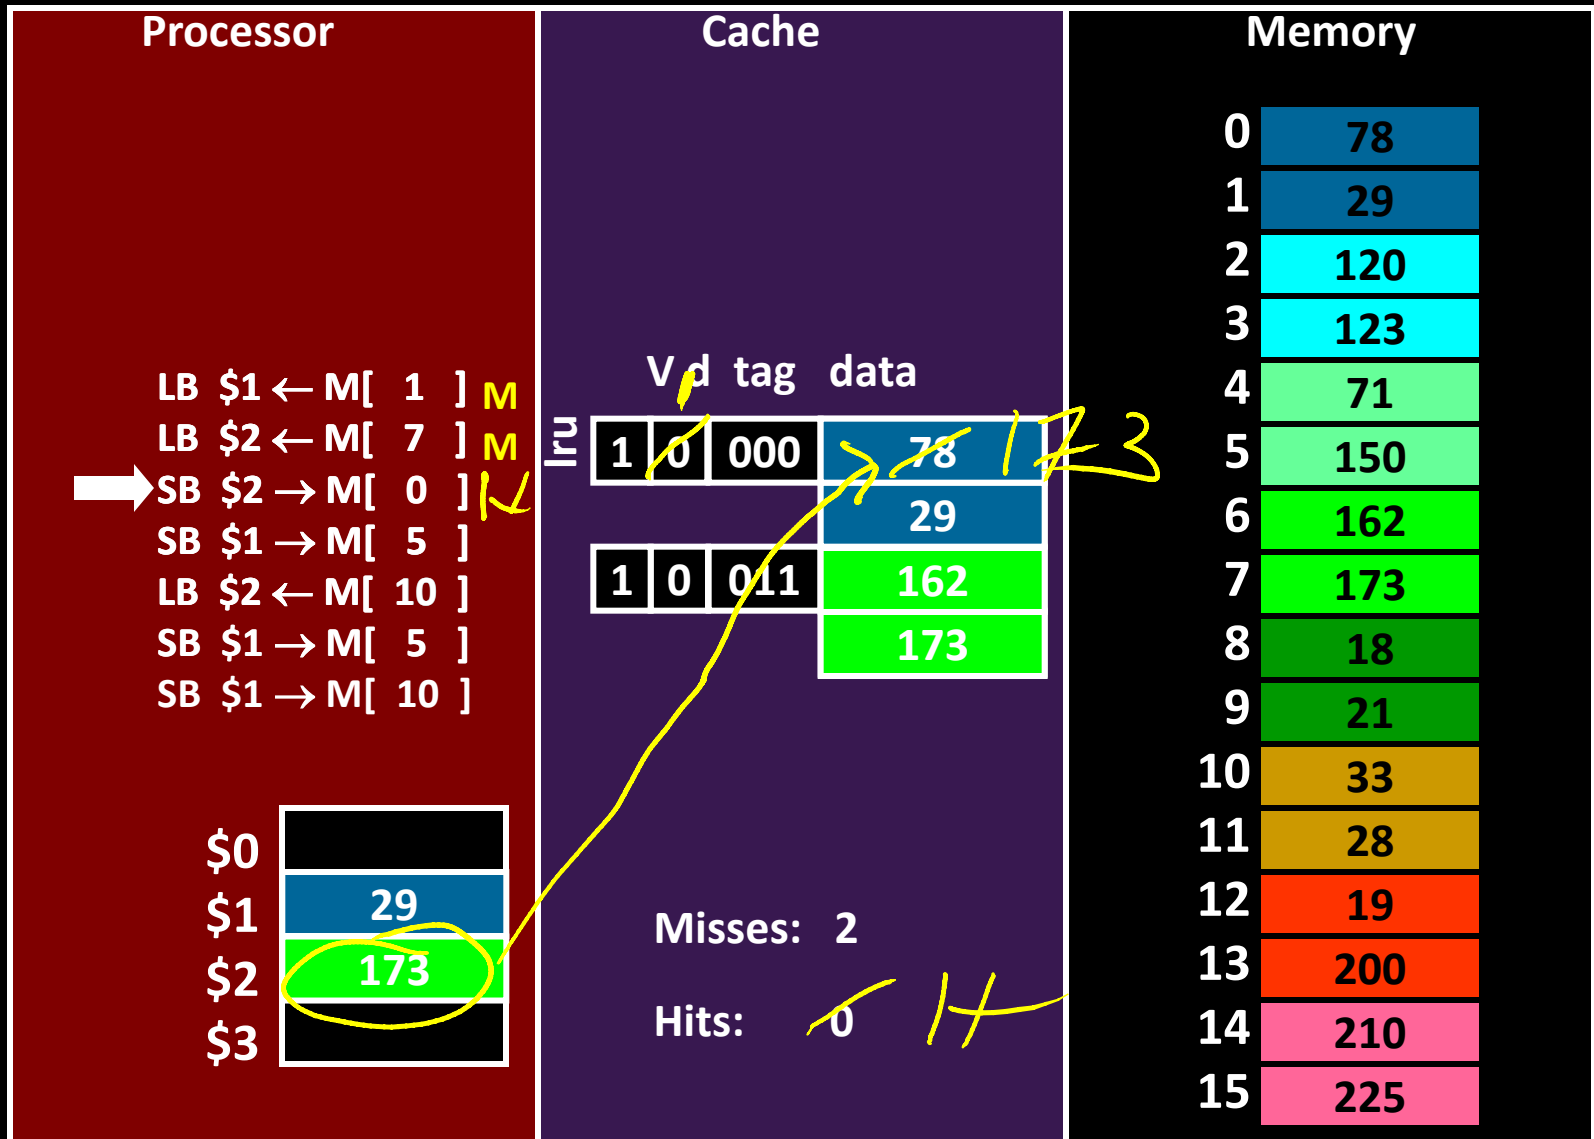 Processor
LB $1 ← M[ 1 ] M
LB $2 ← M[ 7 ] M
SB $2 → M[ 0 ] H
SB $1 → M[ 5 ]
LB $2 ← M[ 10 ]
SB $1 → M[ 5 ]
SB $1 → M[ 10 ]
$0
$1 29
$2 173
$3
Cache
V d tag data
1
lru 1 0 000 78 173
29
1 0 011 162
173
Misses: 2
Hits: 0
Memory
0 78
1 29
2 120
3 123
4 71
5 150
6 162
7 173
8 18
9 21
10 33
11 28
12 19
13 200
14 210
15 225